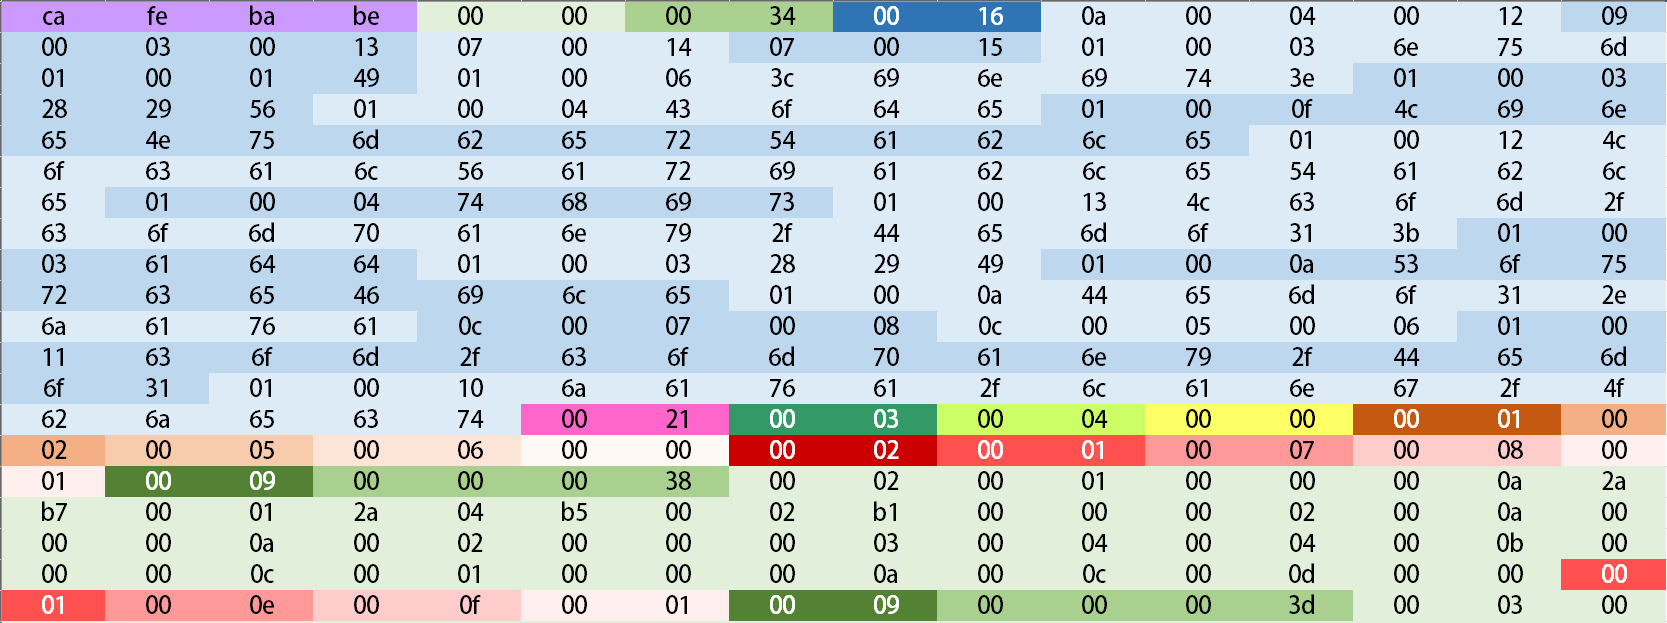 ca fe ba be 00 00 00 34 00 16 0a 00 04 00 12 09
00 03 00 13 07 00 14 07 00 15 01 00 03 6e 75 6d
01 00 01 49 01 00 06 3c 69 6e 69 74 3e 01 00 03
28 29 56 01 00 04 43 6f 64 65 01 00 0f 4c 69 6e
65 4e 75 6d 62 65 72 54 61 62 6c 65 01 00 12 4c
6f 63 61 6c 56 61 72 69 61 62 6c 65 54 61 62 6c
65 01 00 04 74 68 69 73 01 00 13 4c 63 6f 6d 2f
63 6f 6d 70 61 6e 79 2f 44 65 6d 6f 31 3b 01 00
03 61 64 64 01 00 03 28 29 49 01 00 0a 53 6f 75
72 63 65 46 69 6c 65 01 00 0a 44 65 6d 6f 31 2e
6a 61 76 61 0c 00 07 00 08 0c 00 05 00 06 01 00
11 63 6f 6d 2f 63 6f 6d 70 61 6e 79 2f 44 65 6d
6f 31 01 00 10 6a 61 76 61 2f 6c 61 6e 67 2f 4f
62 6a 65 63 74 00 21 00 03 00 04 00 00 00 01 00
02 00 05 00 06 00 00 00 02 00 01 00 07 00 08 00
01 00 09 00 00 00 38 00 02 00 01 00 00 00 0a 2a
b7 00 01 2a 04 b5 00 02 b1 00 00 00 02 00 0a 00
00 00 0a 00 02 00 00 00 03 00 04 00 04 00 0b 00
00 00 0c 00 01 00 00 00 0a 00 0c 00 0d 00 00 00
01 00 0e 00 0f 00 01 00 09 00 00 00 3d 00 03 00